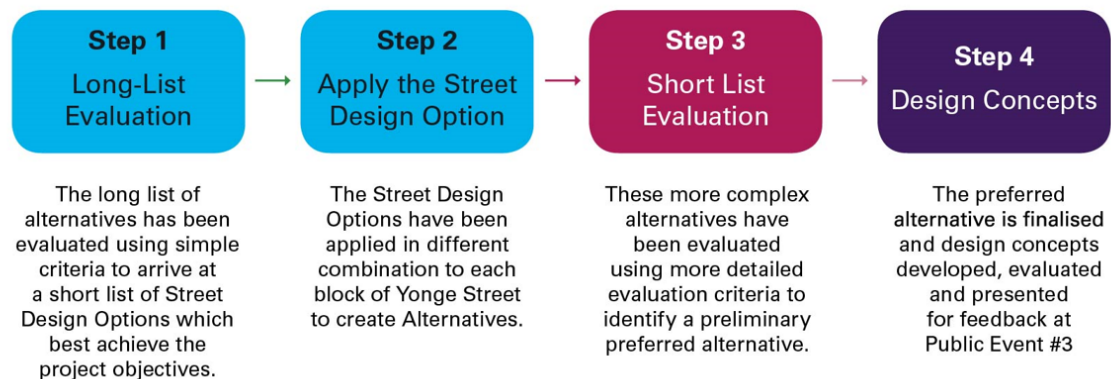 Step 1
Long-List
Evaluation
Step 2
Apply the Street
Design Option
Step 3
Short List
Evaluation
Step 4
Design Concepts
The long list of
alternatives has been
evaluated using simple
criteria to arrive at
a short list of Street
Design Options which
best achieve the
project objectives.
The Street Design
Options have been
applied in different
combination to each
block of Yonge Street
to create Alternatives.
These more complex
alternatives have
been evaluated
using more detailed
evaluation criteria to
identify a preliminary
preferred alternative.
The preferred
alternative is finalised
and design concepts
developed, evaluated
and presented
for feedback at
Public Event #3